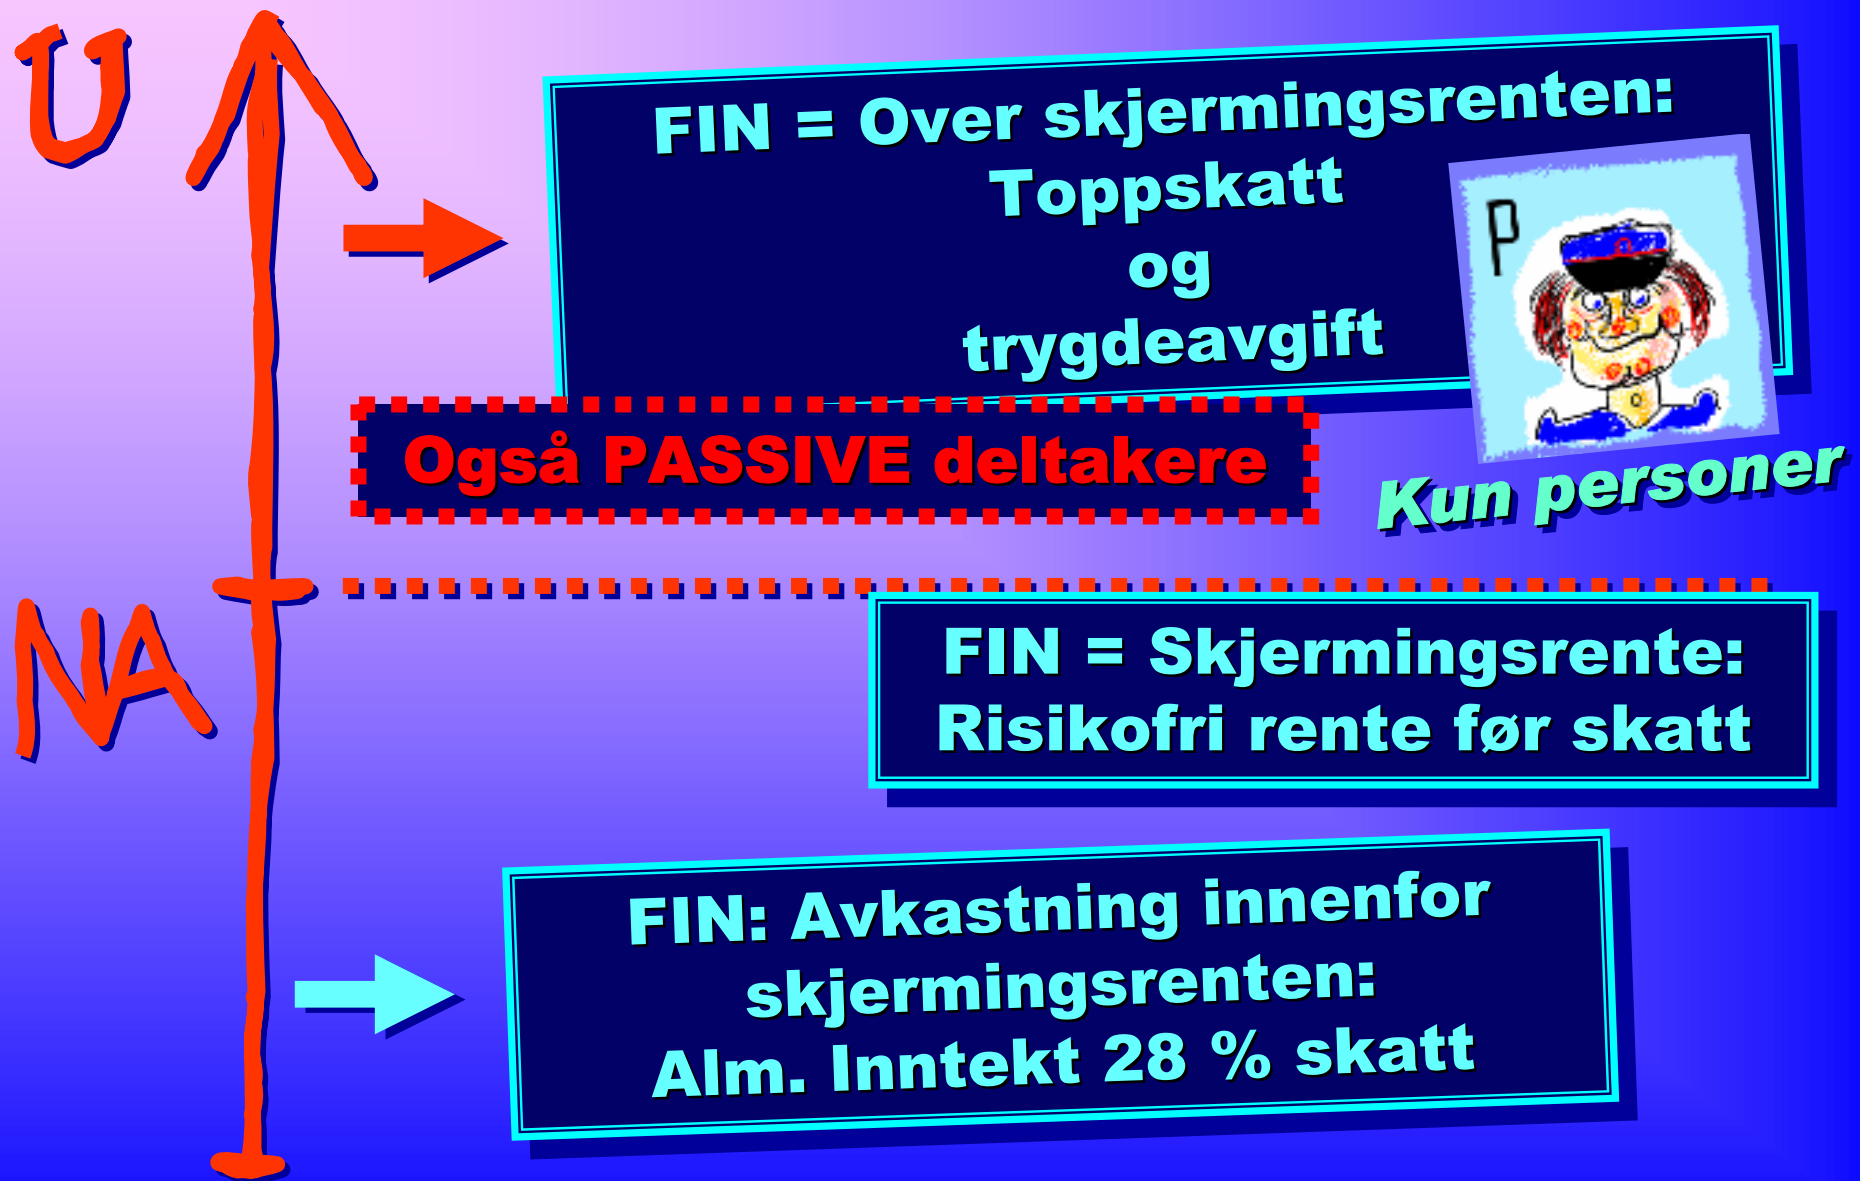 U
FIN = Over skjermingsrenten:
Toppskatt
og
trygdeavgift
P
Også PASSIVE deltakere
Kun personer
NA
FIN = Skjermingsrente:
Risikofri rente før skatt
FIN: Avkastning innenfor
skjermingsrenten:
Alm. Inntekt 28 % skatt